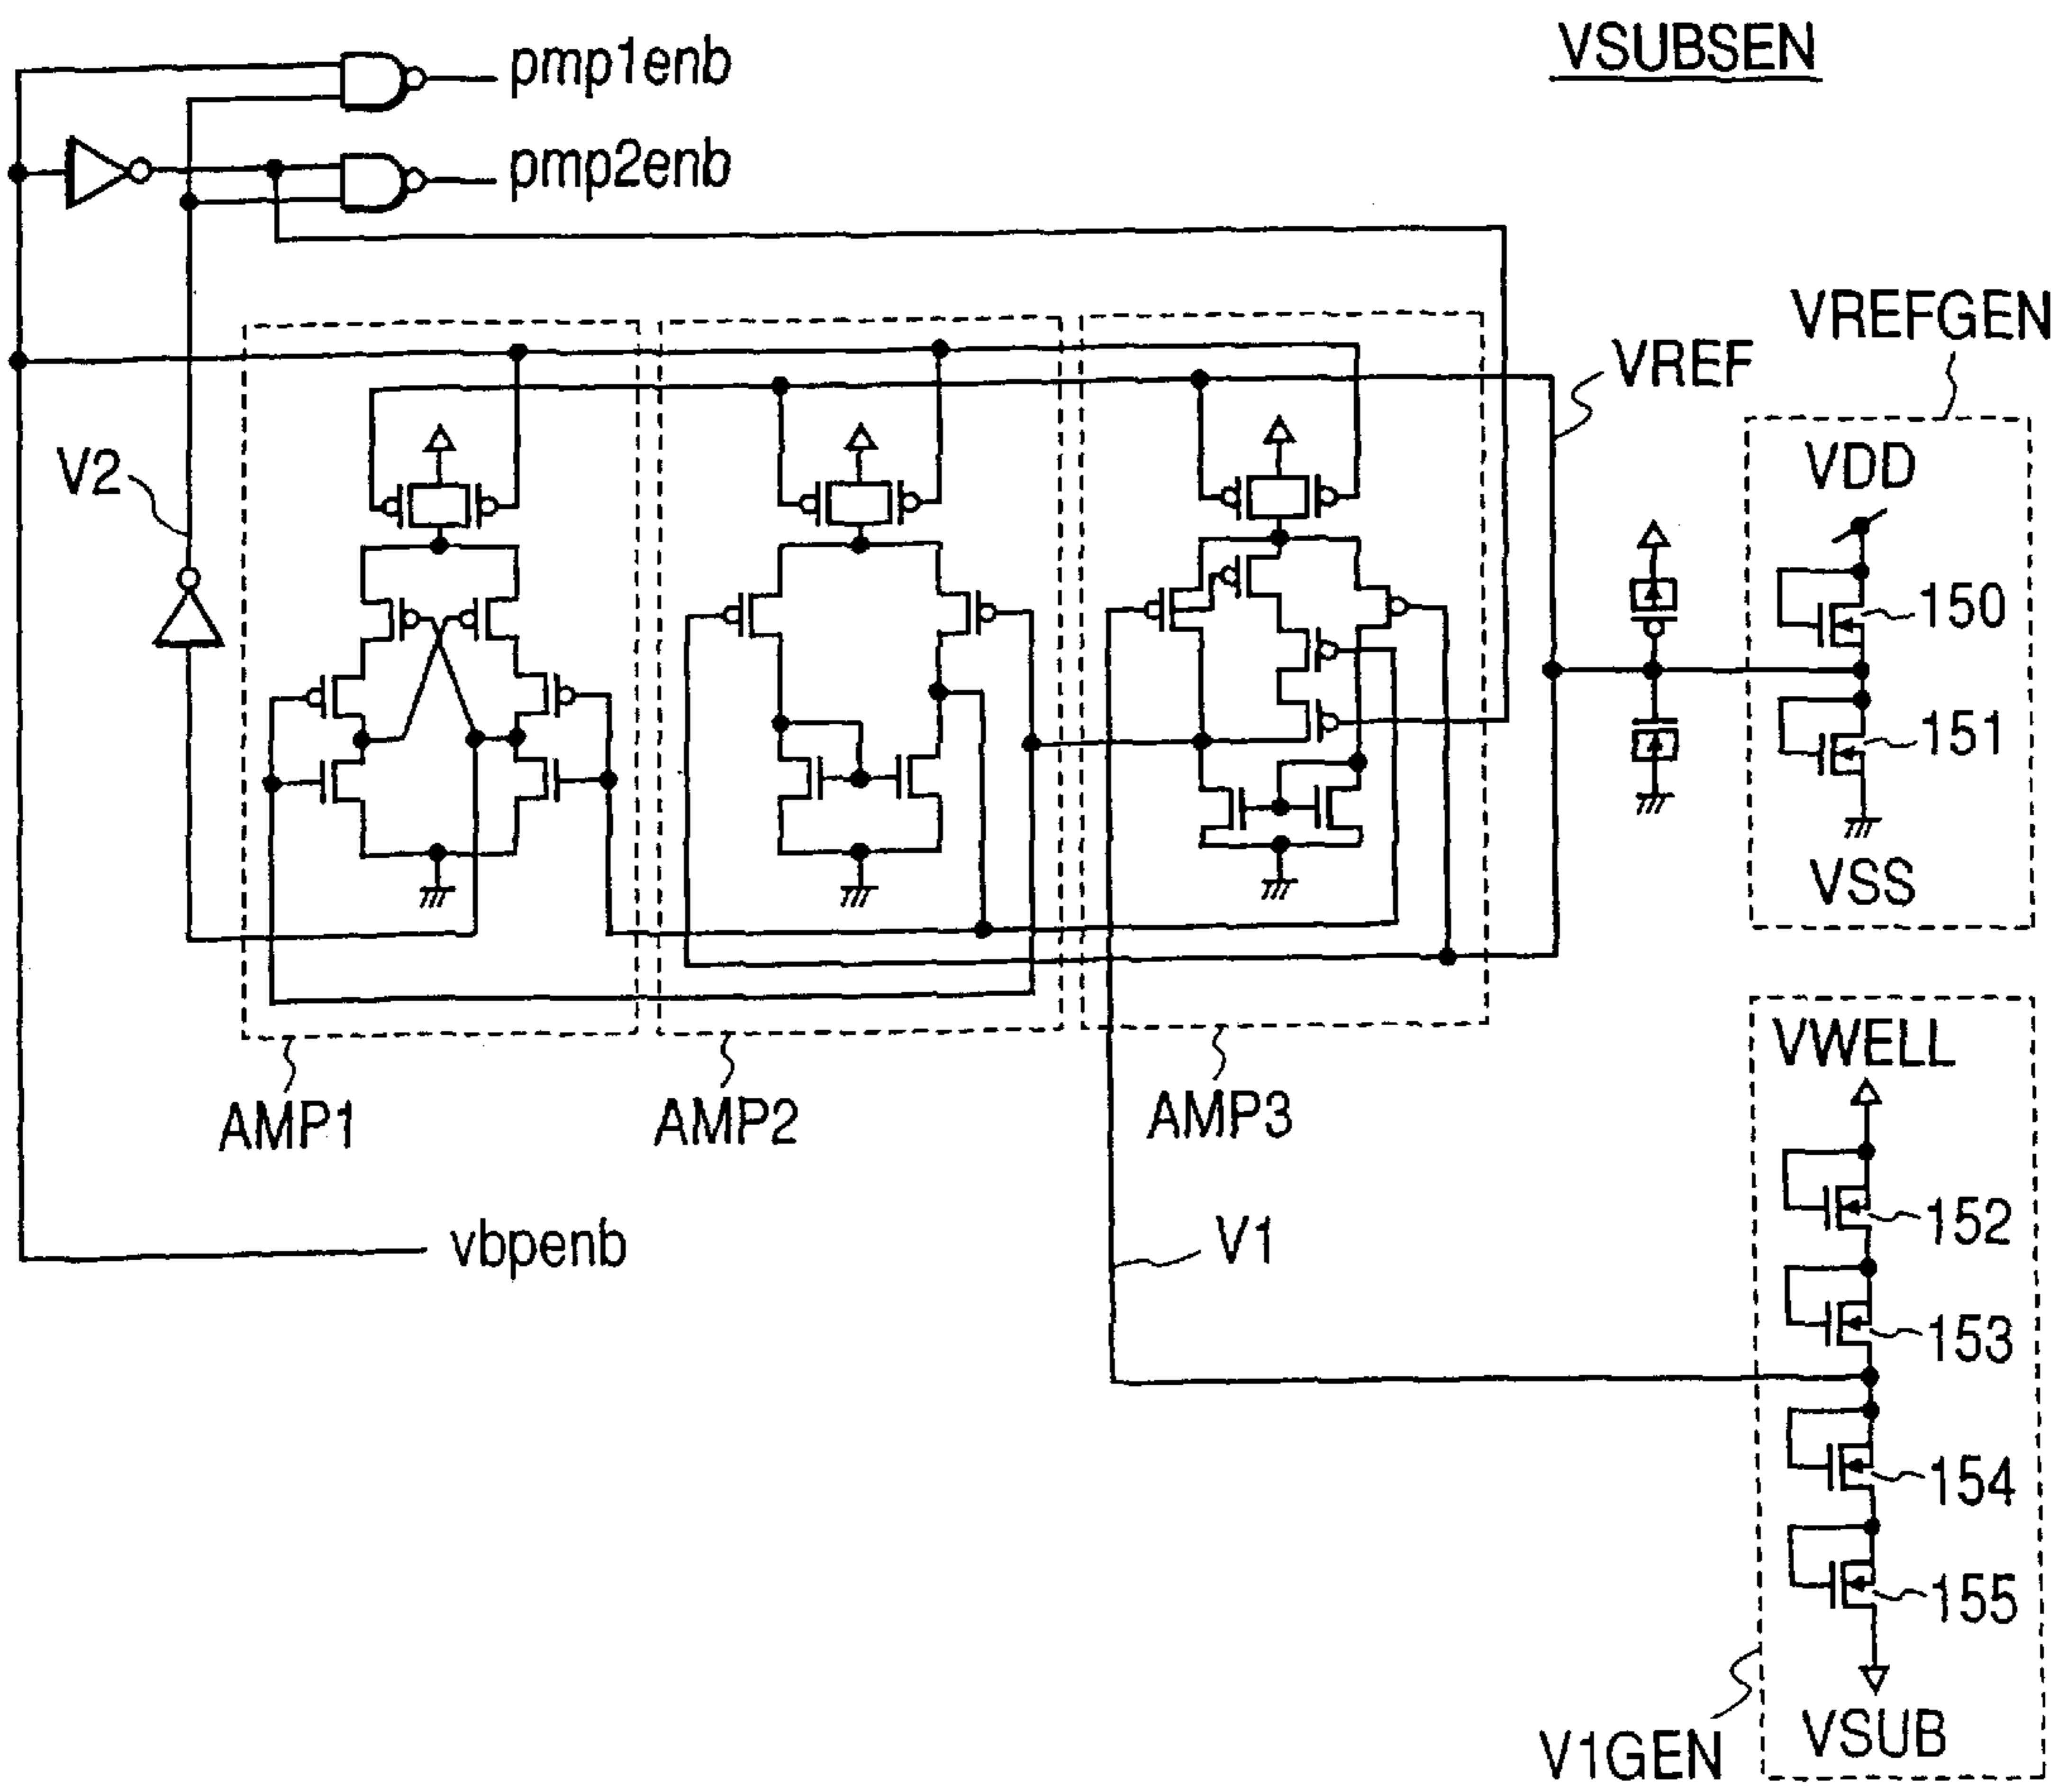 VSUBSEN
pmp1enb
pmp2enb
VREFGEN
VREF
VDD
V2
150
151
VSS
VWELL
AMP1
AMP2
AMP3
152
V1
vbpenb
153
154
155
VSUB
V1GEN